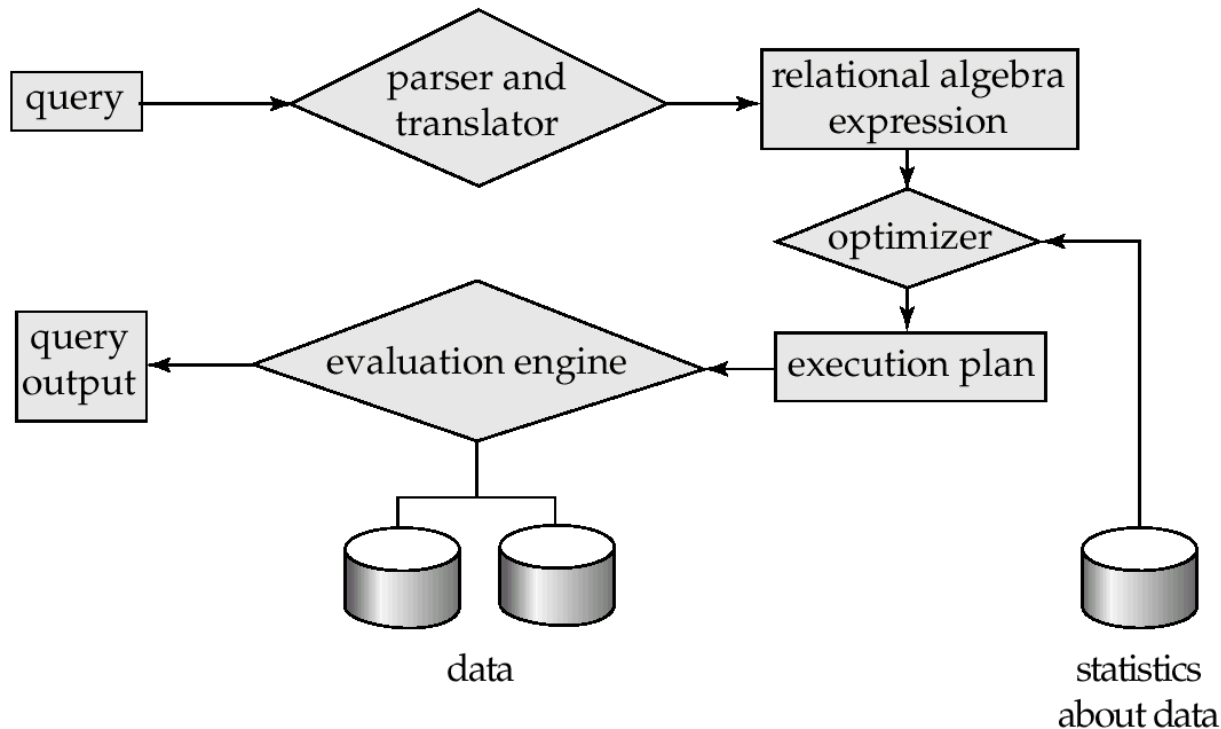 query
parser and
translator
relational algebra
expression
optimizer
query
output
evaluation engine
execution plan
data
statistics
about data